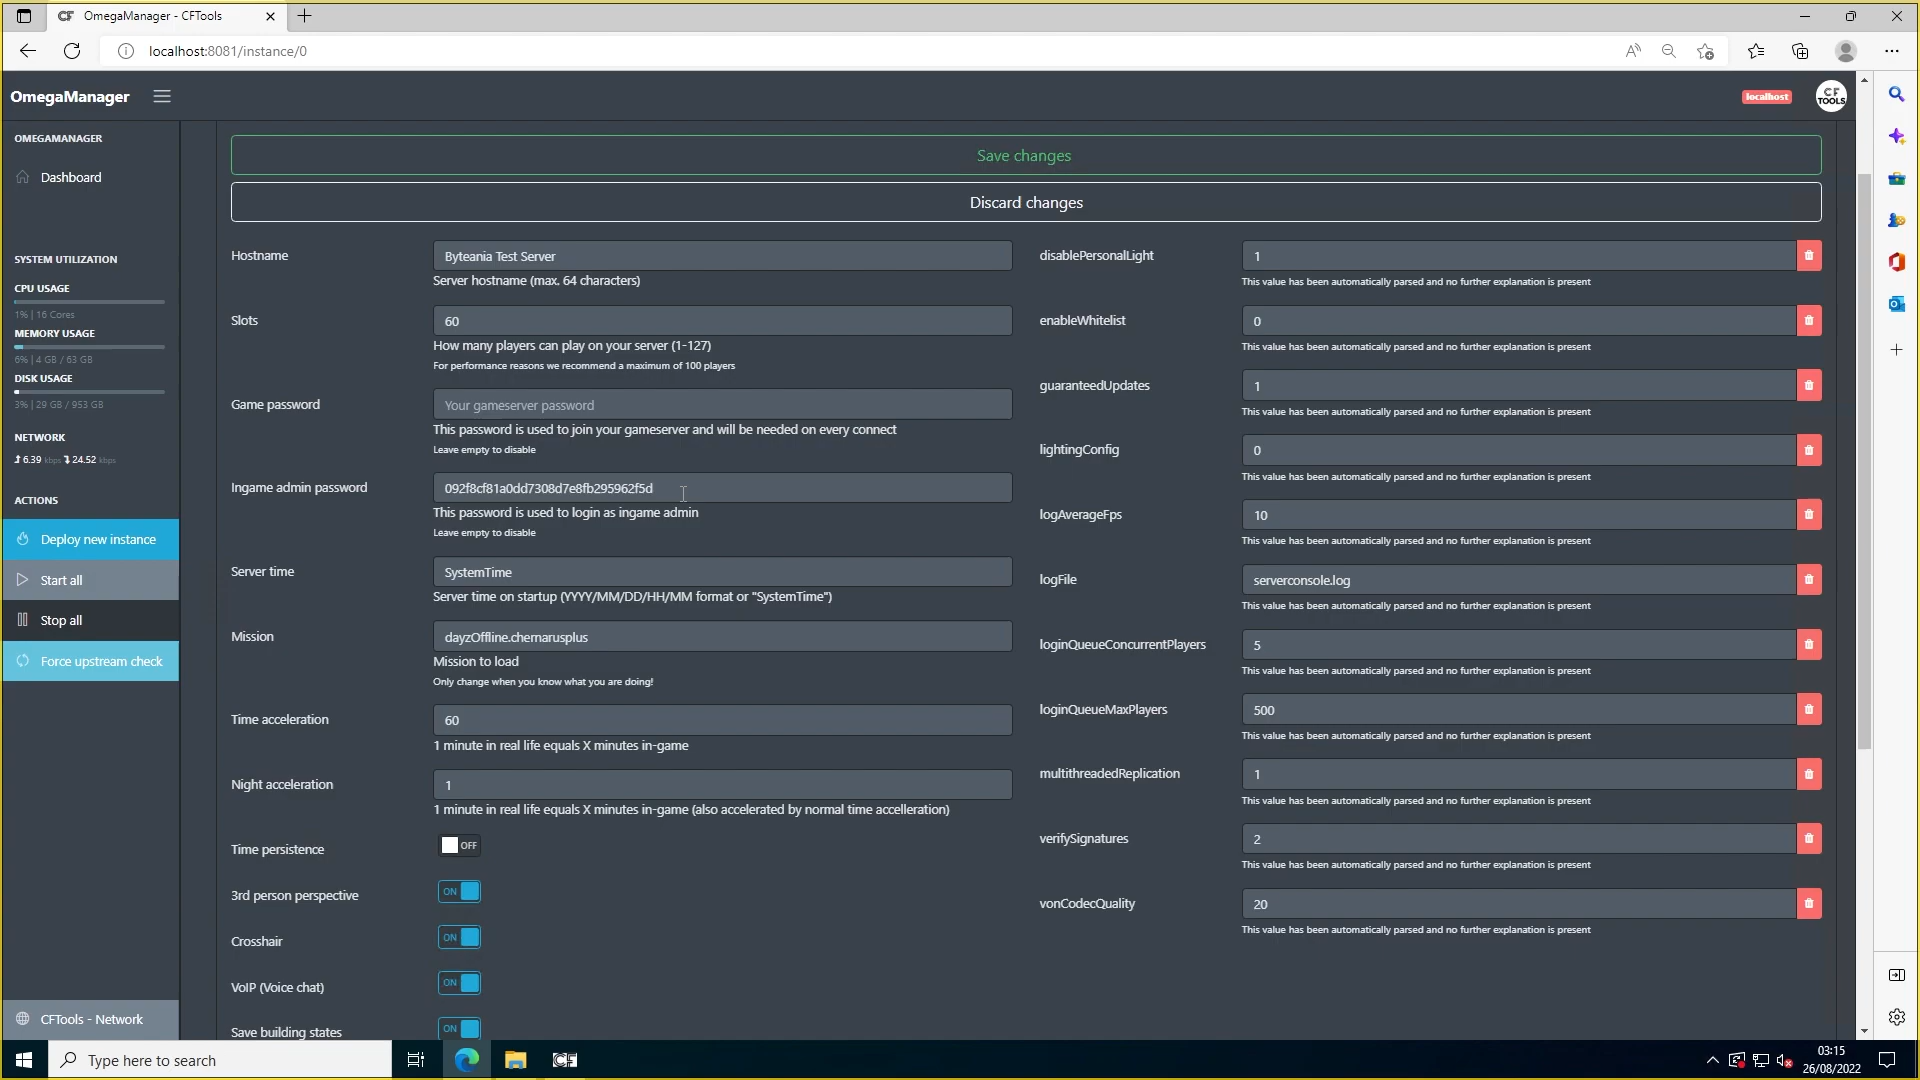 OmegaManager - CFTools
localhost:8081/instance/0
OmegaManager
localhost
CF
TOOLS
OMEGAMANAGER
Dashboard
SYSTEM UTILIZATION
CPU USAGE
1% | 16 Cores
MEMORY USAGE
6% | 4 GB / 63 GB
DISK USAGE
3% | 29 GB / 953 GB
NETWORK
6.39 kbps 24.52 kbps
ACTIONS
Deploy new instance
Start all
Stop all
Force upstream check
CFTools - Network
Save changes
Discard changes
Hostname
Byteania Test Server
Server hostname (max. 64 characters)
Slots
60
How many players can play on your server (1-127)
For performance reasons we recommend a maximum of 100 players
Game password
Your gameserver password
This password is used to join your gameserver and will be needed on every connect
Leave empty to disable
Ingame admin password
092f8cf81a0dd7308d7e8fb295962f5d
This password is used to login as ingame admin
Leave empty to disable
Server time
SystemTime
Server time on startup (YYYY/MM/DD/HH/MM format or "SystemTime")
Mission
dayzOffline.chernarusplus
Mission to load
Only change when you know what you are doing!
Time acceleration
60
1 minute in real life equals X minutes in-game
Night acceleration
1
1 minute in real life equals X minutes in-game (also accelerated by normal time accelleration)
Time persistence
OFF
3rd person perspective
ON
Crosshair
ON
VoIP (Voice chat)
ON
Save building states
ON
disablePersonalLight
1
This value has been automatically parsed and no further explanation is present
enableWhitelist
0
This value has been automatically parsed and no further explanation is present
guaranteedUpdates
1
This value has been automatically parsed and no further explanation is present
lightingConfig
0
This value has been automatically parsed and no further explanation is present
logAverageFps
10
This value has been automatically parsed and no further explanation is present
logFile
serverconsole.log
This value has been automatically parsed and no further explanation is present
loginQueueConcurrentPlayers
5
This value has been automatically parsed and no further explanation is present
loginQueueMaxPlayers
500
This value has been automatically parsed and no further explanation is present
multithreadedReplication
1
This value has been automatically parsed and no further explanation is present
verifySignatures
2
This value has been automatically parsed and no further explanation is present
vonCodecQuality
20
This value has been automatically parsed and no further explanation is present
Type here to search
CF
03:15
26/08/2022